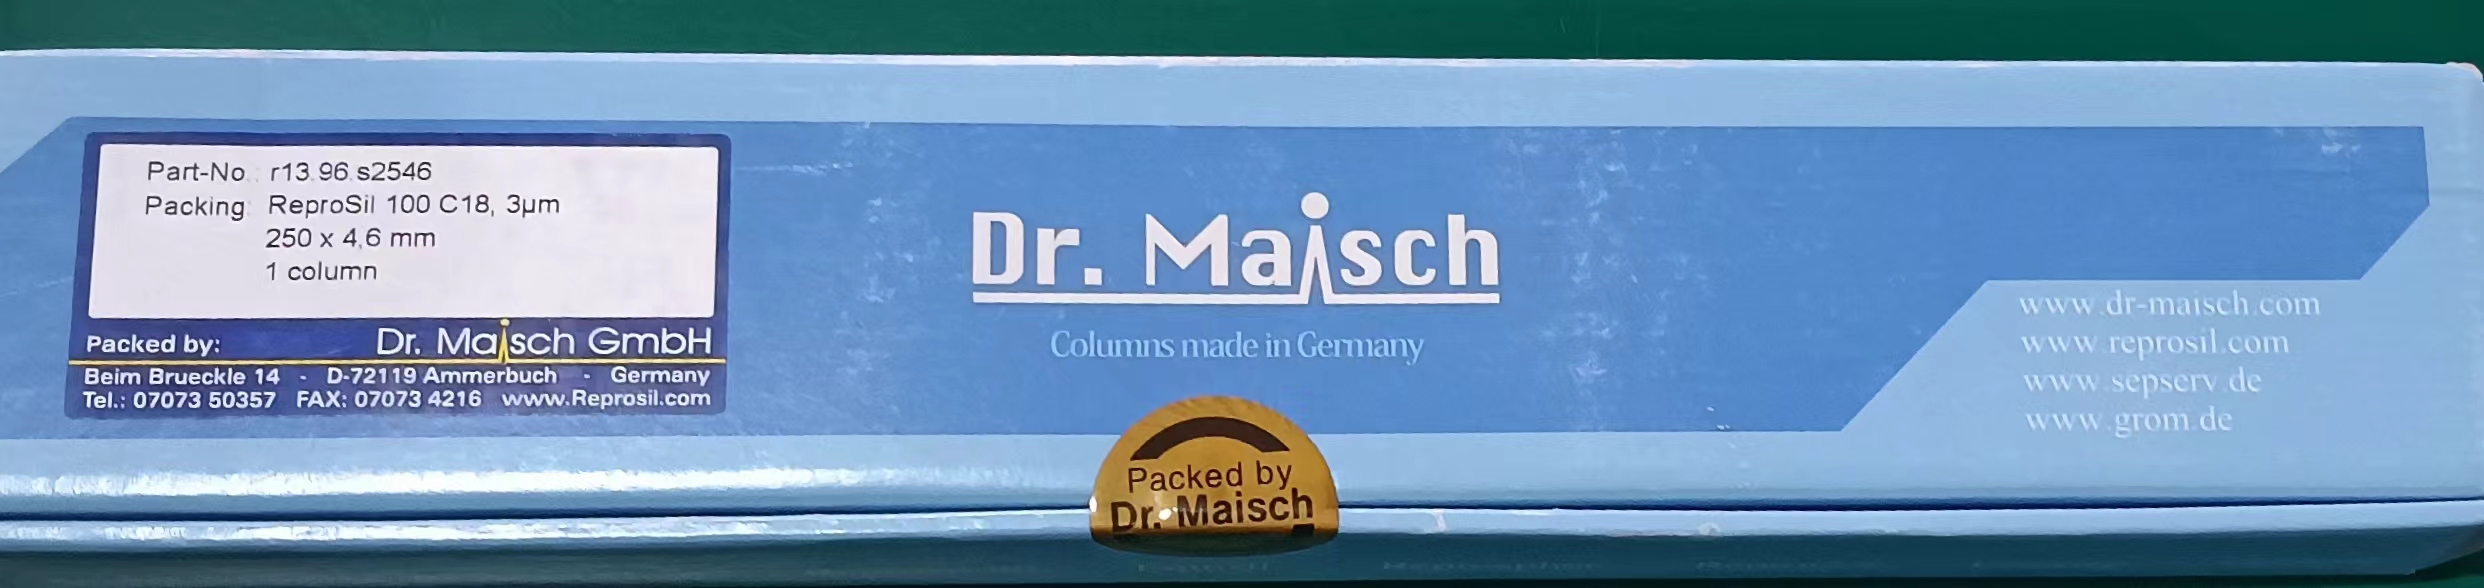 Part-No.: r13.96.s2546
Packing: ReproSil 100 C18, 3µm
250 x 4,6 mm
1 column
Packed by: Dr. Maisch GmbH
Beim Brueckle 14 - D-72119 Ammerbuch - Germany
Tel.: 07073 50357 FAX: 07073 4216 www.Reprosil.com
Dr. Maisch
Columns made in Germany
Packed by
Dr. Maisch
www.dr-maisch.com
www.reprosil.com
www.sepserv.de
www.grom.de